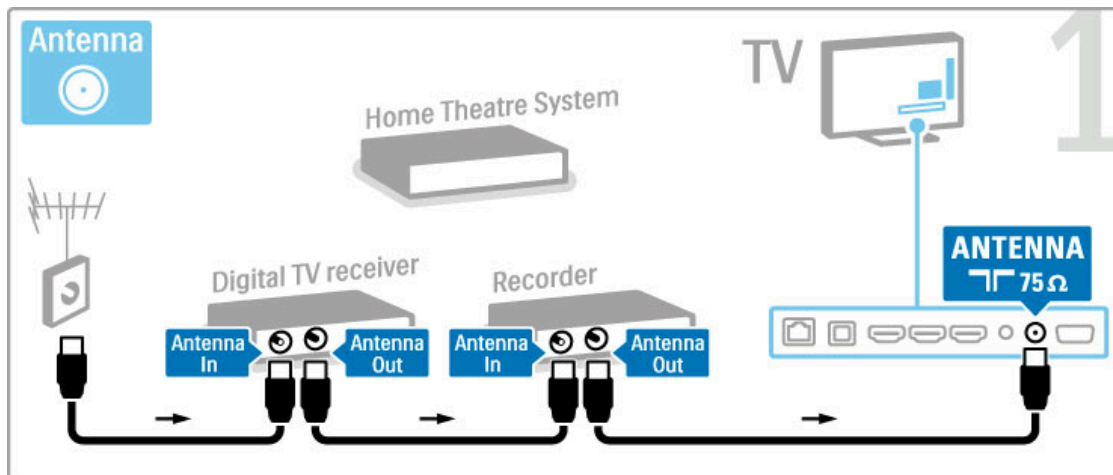 Antenna
TV
1
Home Theatre System
ANTENNA
75 Ω
Digital TV receiver
Recorder
Antenna
In
Antenna
Out
Antenna
In
Antenna
Out